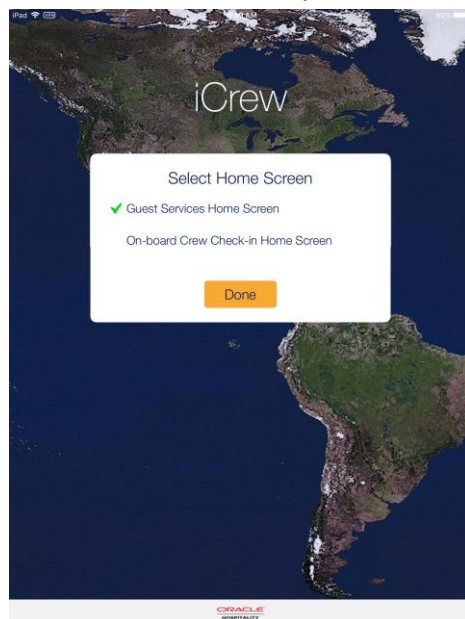 iPad
iCrew
Select Home Screen
Guest Services Home Screen
On-board Crew Check-in Home Screen
Done
ORACLE
HOSPITALITY